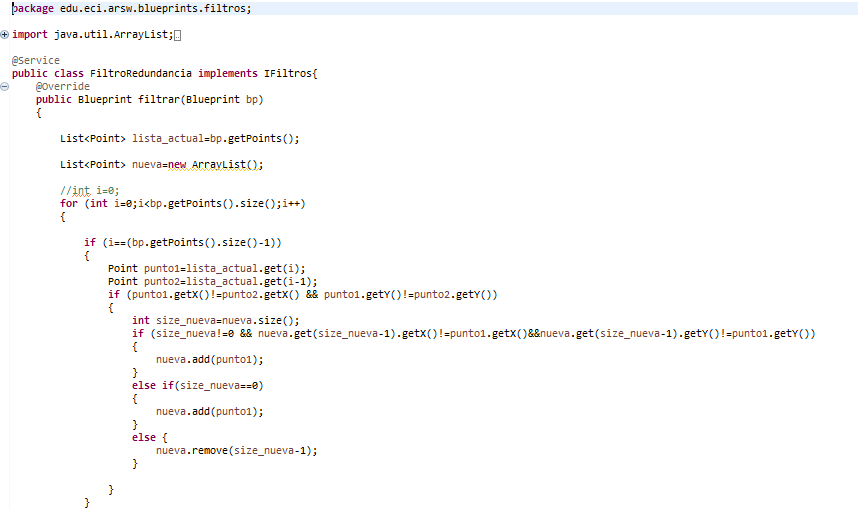 package edu.eci.arsw.blueprints.filtros;
import java.util.ArrayList;
@Service
public class FiltroRedundancia implements IFiltros{
@Override
public Blueprint filtrar(Blueprint bp)
{
List<Point> lista_actual=bp.getPoints();
List<Point> nueva=new ArrayList();
//int i=0;
for (int i=0;i<bp.getPoints().size();i++)
{
if (i==(bp.getPoints().size()-1))
{
Point punto1=lista_actual.get(i);
Point punto2=lista_actual.get(i-1);
if (punto1.getX()!=punto2.getX() && punto1.getY()!=punto2.getY())
{
int size_nueva=nueva.size();
if (size_nueva!=0 && nueva.get(size_nueva-1).getX()!=punto1.getX()&&nueva.get(size_nueva-1).getY()!=punto1.getY())
{
nueva.add(punto1);
}
else if(size_nueva==0)
{
nueva.add(punto1);
}
else {
nueva.remove(size_nueva-1);
}
}
}